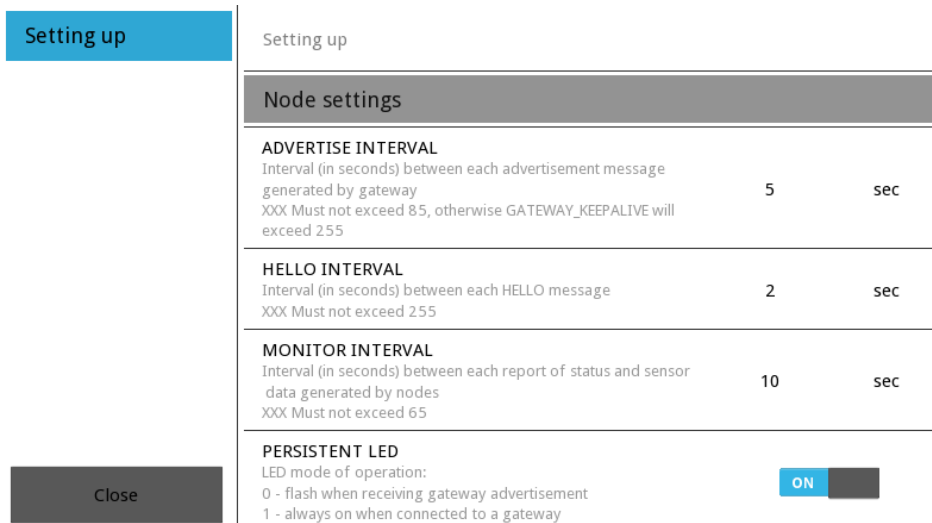 Setting up
Setting up
Node settings
ADVERTISE INTERVAL
Interval (in seconds) between each advertisement message
generated by gateway
XXX Must not exceed 85, otherwise GATEWAY_KEEPALIVE will
exceed 255
5 sec
HELLO INTERVAL
Interval (in seconds) between each HELLO message
XXX Must not exceed 255
2 sec
MONITOR INTERVAL
Interval (in seconds) between each report of status and sensor
data generated by nodes
XXX Must not exceed 65
10 sec
PERSISTENT LED
LED mode of operation:
0 - flash when receiving gateway advertisement
1 - always on when connected to a gateway
ON
Close